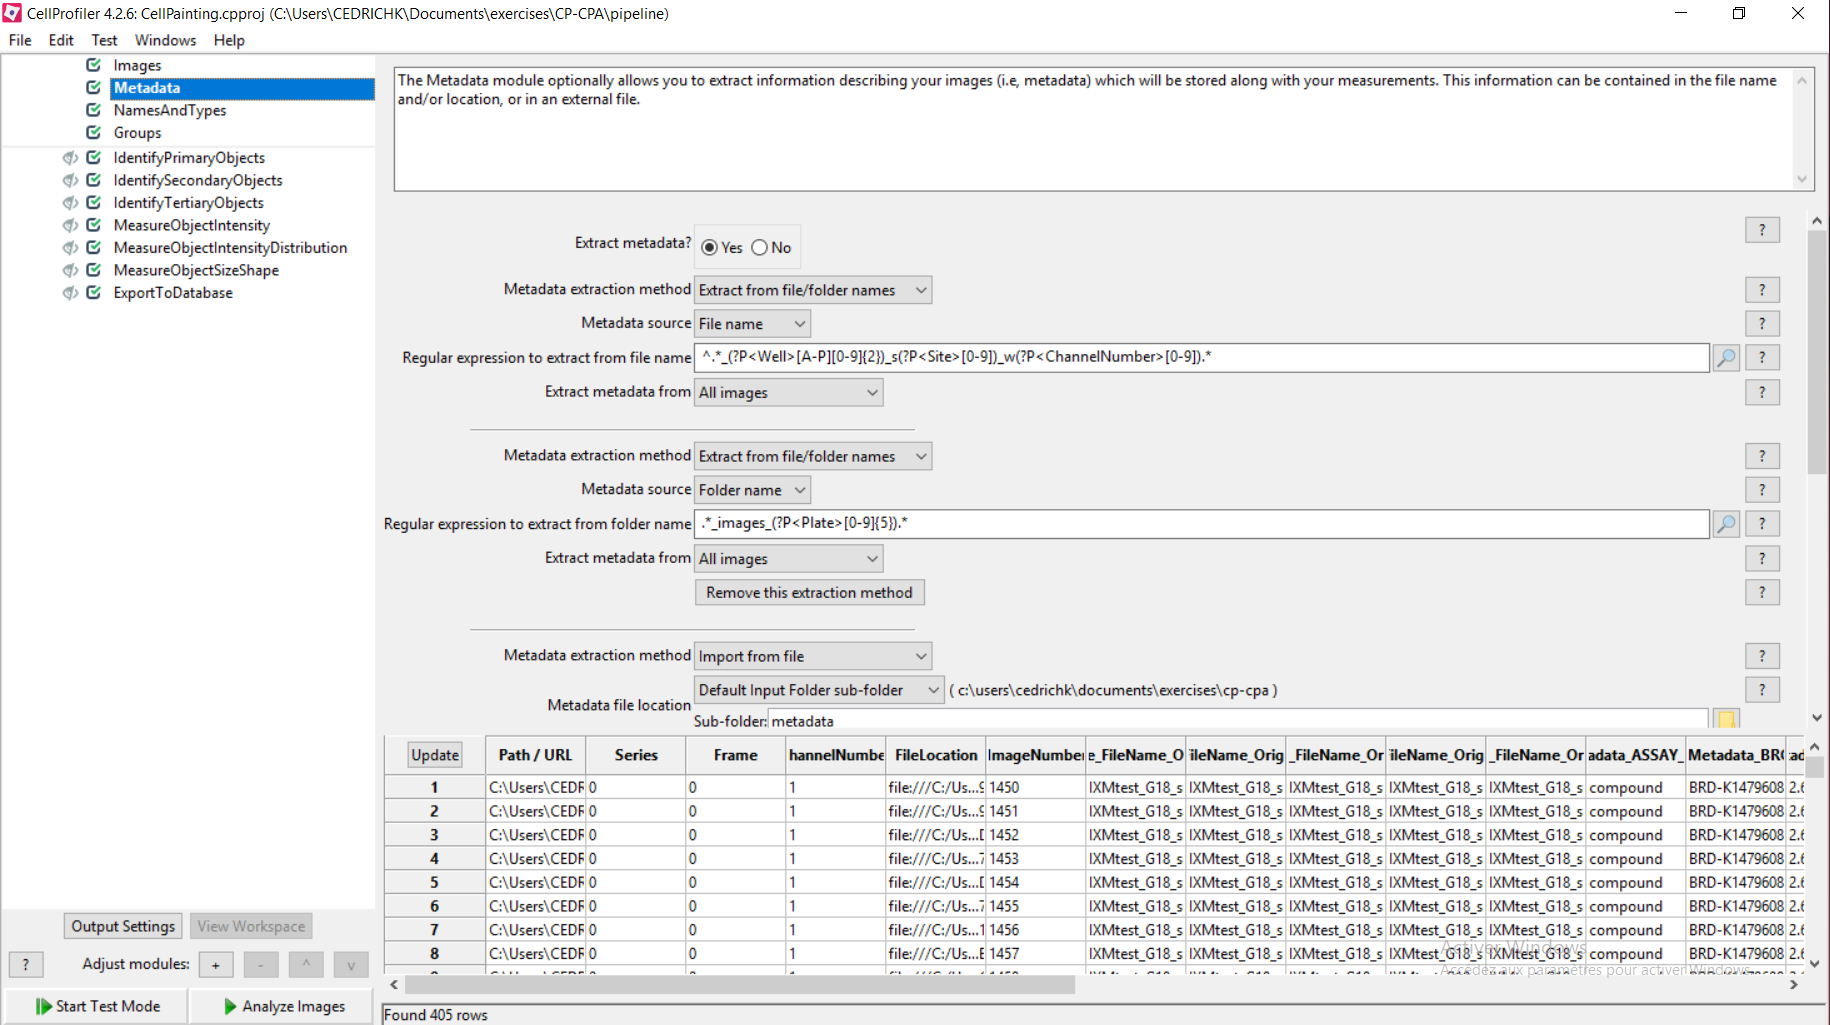 CellProfiler 4.2.6: CellPainting.cpproj (C:\Users\CEDRICHK\Documents\exercises\CP-CPA\pipeline)
File Edit Test Windows Help
Images
Metadata
NamesAndTypes
Groups
IdentifyPrimaryObjects
IdentifySecondaryObjects
IdentifyTertiaryObjects
MeasureObjectIntensity
MeasureObjectIntensityDistribution
MeasureObjectSizeShape
ExportToDatabase
Output Settings View Workspace
? Adjust modules: + - ^ v
Start Test Mode Analyze Images
The Metadata module optionally allows you to extract information describing your images (i.e, metadata) which will be stored along with your measurements. This information can be contained in the file name
and/or location, or in an external file.
Extract metadata? Yes No ?
Metadata extraction method Extract from file/folder names ?
Metadata source File name ?
Regular expression to extract from file name ^.*_(?P<Well>[A-P][0-9]{2})_s(?P<Site>[0-9])_w(?P<ChannelNumber>[0-9]).* ?
Extract metadata from All images ?
Metadata extraction method Extract from file/folder names ?
Metadata source Folder name ?
Regular expression to extract from folder name .*_images_(?P<Plate>[0-9]{5}).* ?
Extract metadata from All images ?
Remove this extraction method ?
Metadata extraction method Import from file ?
Metadata file location Default Input Folder sub-folder ( c:\users\cedrichk\documents\exercises\cp-cpa ) ?
Sub-folder: metadata
Update Path / URL Series Frame hannelNumbe FileLocation ImageNumber e_FileName_O ileName_Orig _FileName_Or ileName_Orig _FileName_Or adata_ASSAY_ Metadata_BR ad
1 C:\Users\CEDR 0 0 1 file:///C:/Us...9 1450 IXMtest_G18_s IXMtest_G18_s IXMtest_G18_s IXMtest_G18_s IXMtest_G18_s compound BRD-K1479608 2.6
2 C:\Users\CEDR 0 0 1 file:///C:/Us...9 1451 IXMtest_G18_s IXMtest_G18_s IXMtest_G18_s IXMtest_G18_s IXMtest_G18_s compound BRD-K1479608 2.6
3 C:\Users\CEDR 0 0 1 file:///C:/Us...D 1452 IXMtest_G18_s IXMtest_G18_s IXMtest_G18_s IXMtest_G18_s IXMtest_G18_s compound BRD-K1479608 2.6
4 C:\Users\CEDR 0 0 1 file:///C:/Us...7 1453 IXMtest_G18_s IXMtest_G18_s IXMtest_G18_s IXMtest_G18_s IXMtest_G18_s compound BRD-K1479608 2.6
5 C:\Users\CEDR 0 0 1 file:///C:/Us...D 1454 IXMtest_G18_s IXMtest_G18_s IXMtest_G18_s IXMtest_G18_s IXMtest_G18_s compound BRD-K1479608 2.6
6 C:\Users\CEDR 0 0 1 file:///C:/Us...7 1455 IXMtest_G18_s IXMtest_G18_s IXMtest_G18_s IXMtest_G18_s IXMtest_G18_s compound BRD-K1479608 2.6
7 C:\Users\CEDR 0 0 1 file:///C:/Us...1 1456 IXMtest_G18_s IXMtest_G18_s IXMtest_G18_s IXMtest_G18_s IXMtest_G18_s compound BRD-K1479608 2.6
8 C:\Users\CEDR 0 0 1 file:///C:/Us...E 1457 IXMtest_G18_s IXMtest_G18_s IXMtest_G18_s IXMtest_G18_s IXMtest_G18_s compound BRD-K1479608 2.6
Activer Windows
Accédez aux paramètres pour activer Windows.
Found 405 rows